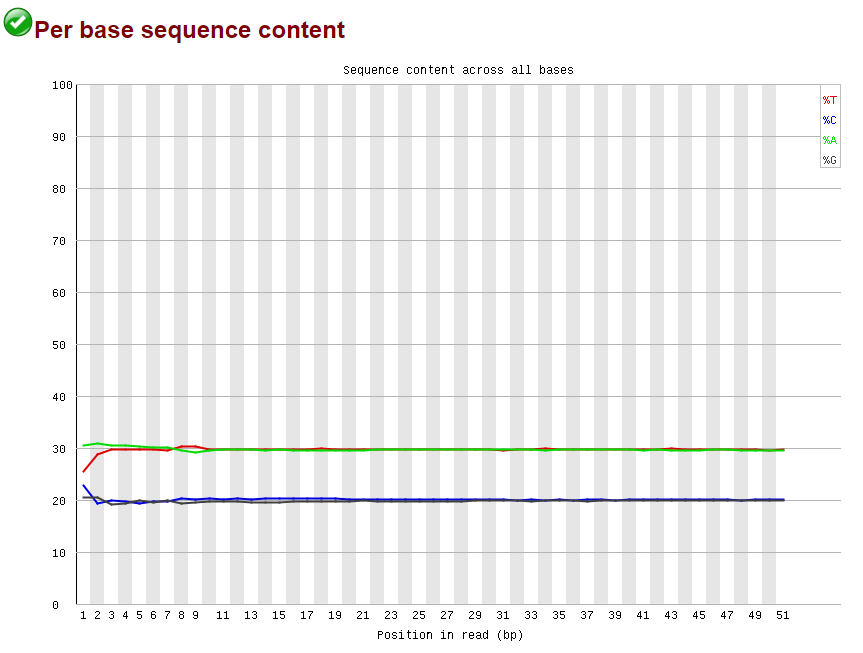 Per base sequence content
Sequence content across all bases
100
90
80
70
60
50
40
30
20
10
0
%T
%C
%A
%G
1 2 3 4 5 6 7 8 9 11 13 15 17 19 21 23 25 27 29 31 33 35 37 39 41 43 45 47 49 51
Position in read (bp)